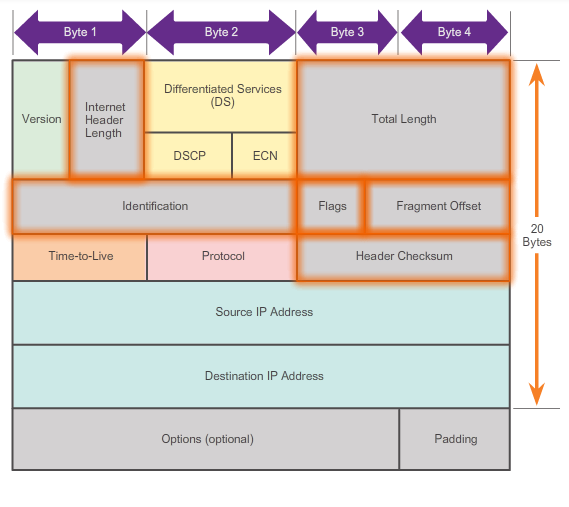 Byte 1
Byte 2
Byte 3
Byte 4
Version
Internet
Header
Length
Differentiated Services
(DS)
DSCP
ECN
Total Length
Identification
Flags
Fragment Offset
20
Bytes
Time-to-Live
Protocol
Header Checksum
Source IP Address
Destination IP Address
Options (optional)
Padding